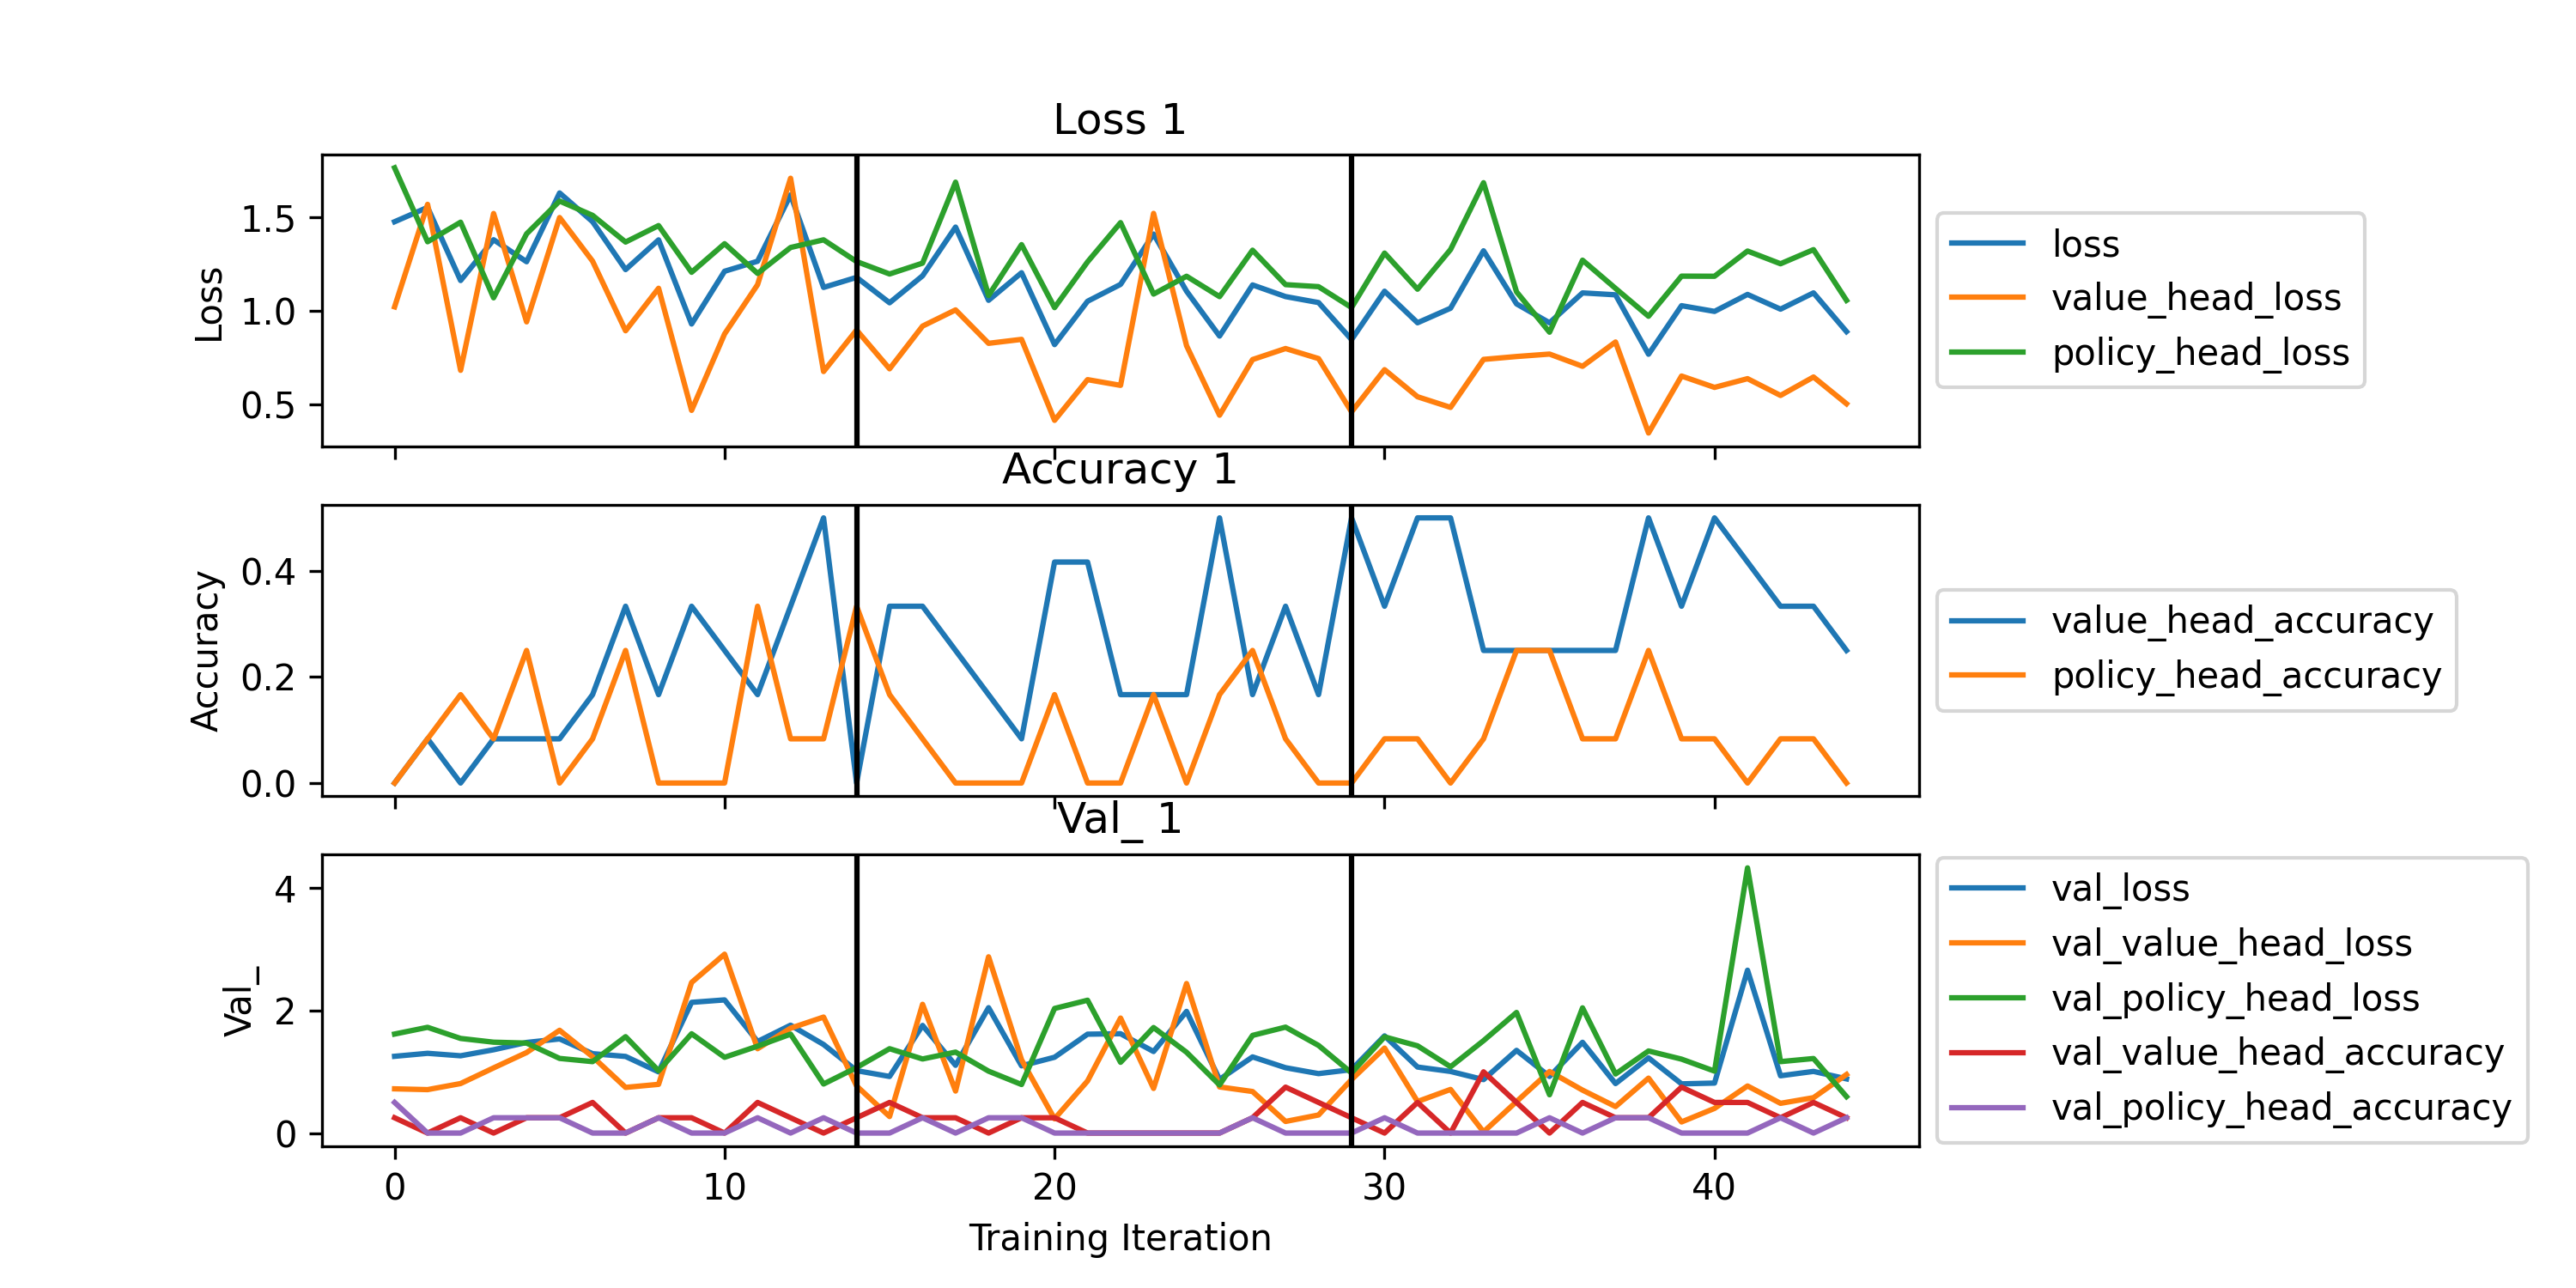 Loss 1
Loss
1.5
1.0
0.5
loss
value_head_loss
policy_head_loss
Accuracy 1
Accuracy
0.4
0.2
0.0
value_head_accuracy
policy_head_accuracy
Val_ 1
Val_
4
2
0
val_loss
val_value_head_loss
val_policy_head_loss
val_value_head_accuracy
val_policy_head_accuracy
0 10 20 30 40
Training Iteration